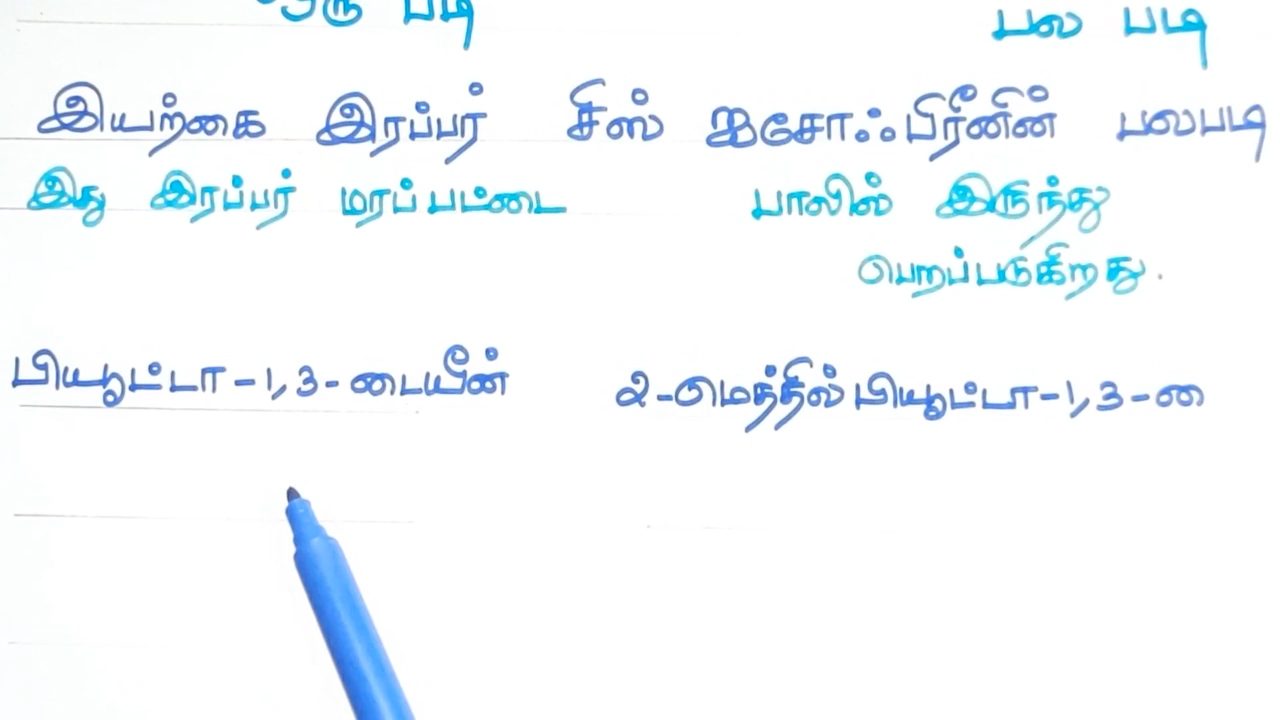 ஒரு படி பல படி
இயற்கை இரப்பர் சிஸ் ஐசோஃபிரீனின் பலபடி
இது இரப்பர் மரப்பட்டை பாலில் இருந்து
பெறப்படுகிறது.
பியூட்டா-1,3-டையீன் 2-மெத்தில் பியூட்டா-1,3-டை